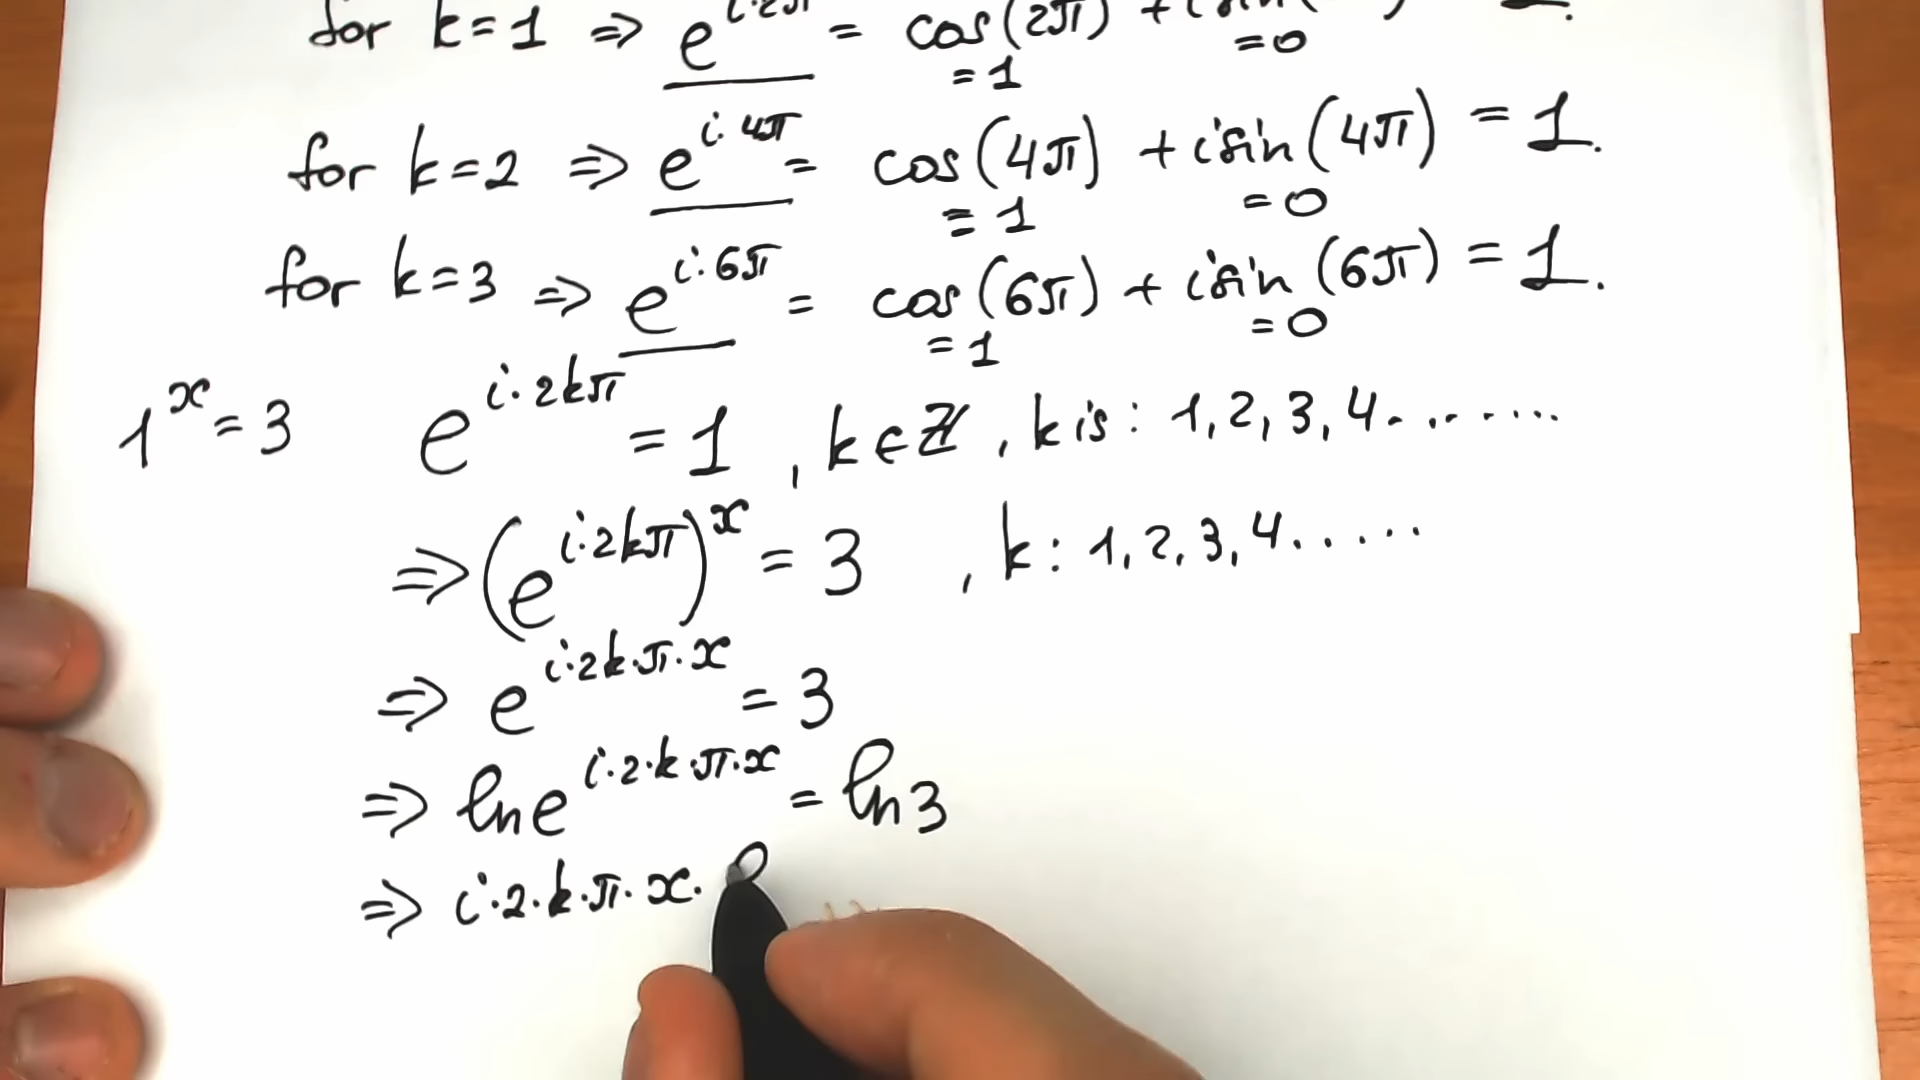 for k=1 ⇒ e^{i·2π} = cos(2π) + i sin(
=1 =0
for k=2 ⇒ e^{i·4π} = cos(4π) + i sin(4π) = 1.
=1 =0
for k=3 ⇒ e^{i·6π} = cos(6π) + i sin(6π) = 1.
=1 =0
1^x = 3 e^{i·2kπ} = 1, k∈ℤ, k is: 1, 2, 3, 4.........
⇒ (e^{i·2kπ})^x = 3, k: 1, 2, 3, 4......
⇒ e^{i·2k·π·x} = 3
⇒ ln e^{i·2·k·π·x} = ln 3
⇒ i·2·k·π·x·